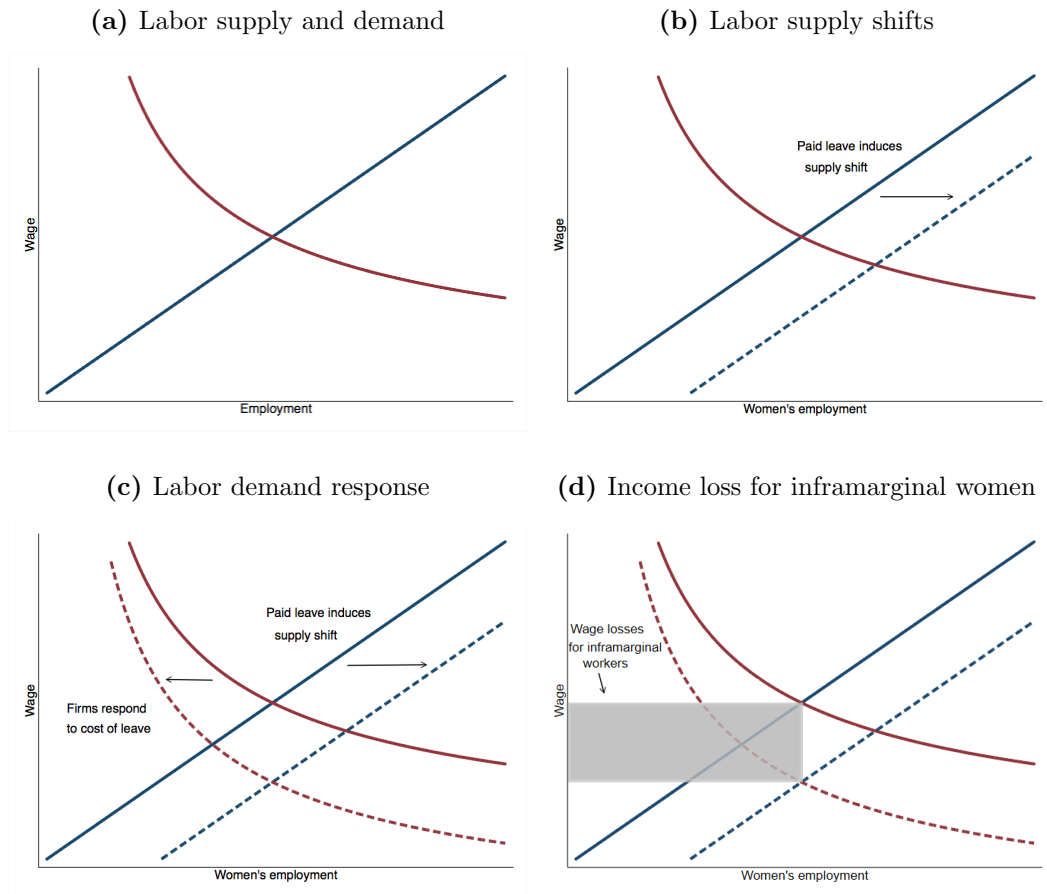 (a) Labor supply and demand
Wage
Employment
(b) Labor supply shifts
Paid leave induces
supply shift
Wage
Women's employment
(c) Labor demand response
Paid leave induces
supply shift
Firms respond
to cost of leave
Wage
Women's employment
(d) Income loss for inframarginal women
Wage losses
for inframarginal
workers
Wage
Women's employment